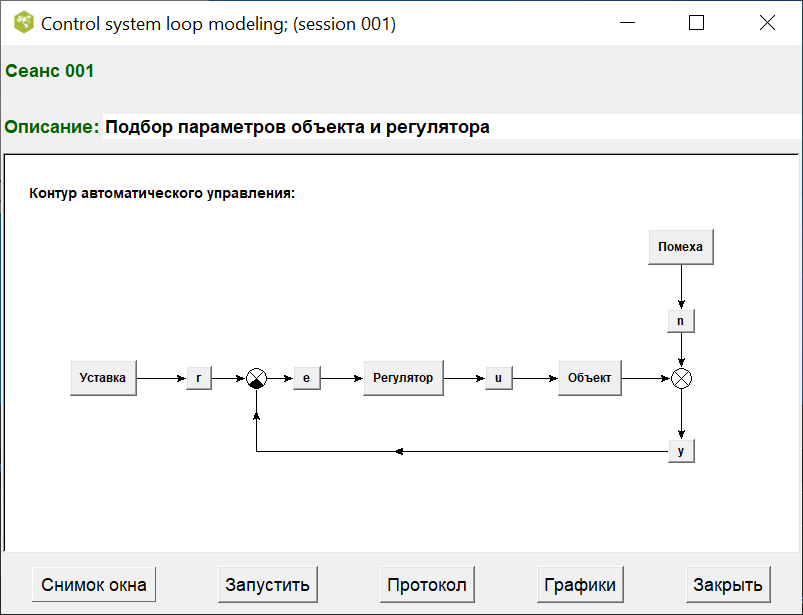 Control system loop modeling; (session 001)
Сеанс 001
Описание: Подбор параметров объекта и регулятора
Контур автоматического управления:
Помеха
n
Уставка r e Регулятор u Объект
y
Снимок окна Запустить Протокол Графики Закрыть